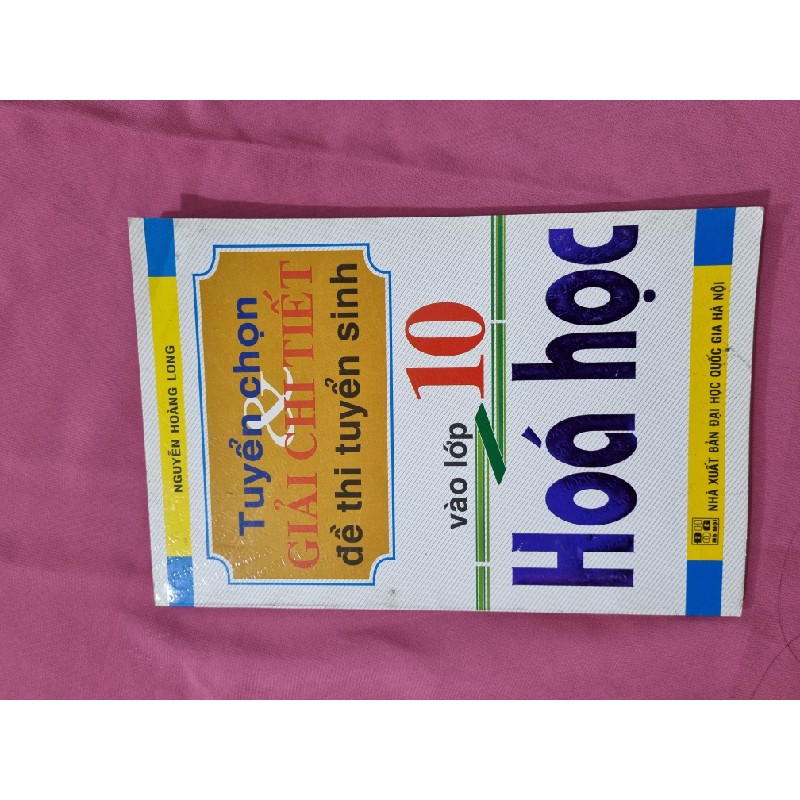 NGUYỄN HOÀNG LONG
Tuyển chọn
&
GIẢI CHI TIẾT
đề thi tuyển sinh
vào lớp 10
Hoá học
NHÀ XUẤT BẢN ĐẠI HỌC QUỐC GIA HÀ NỘI